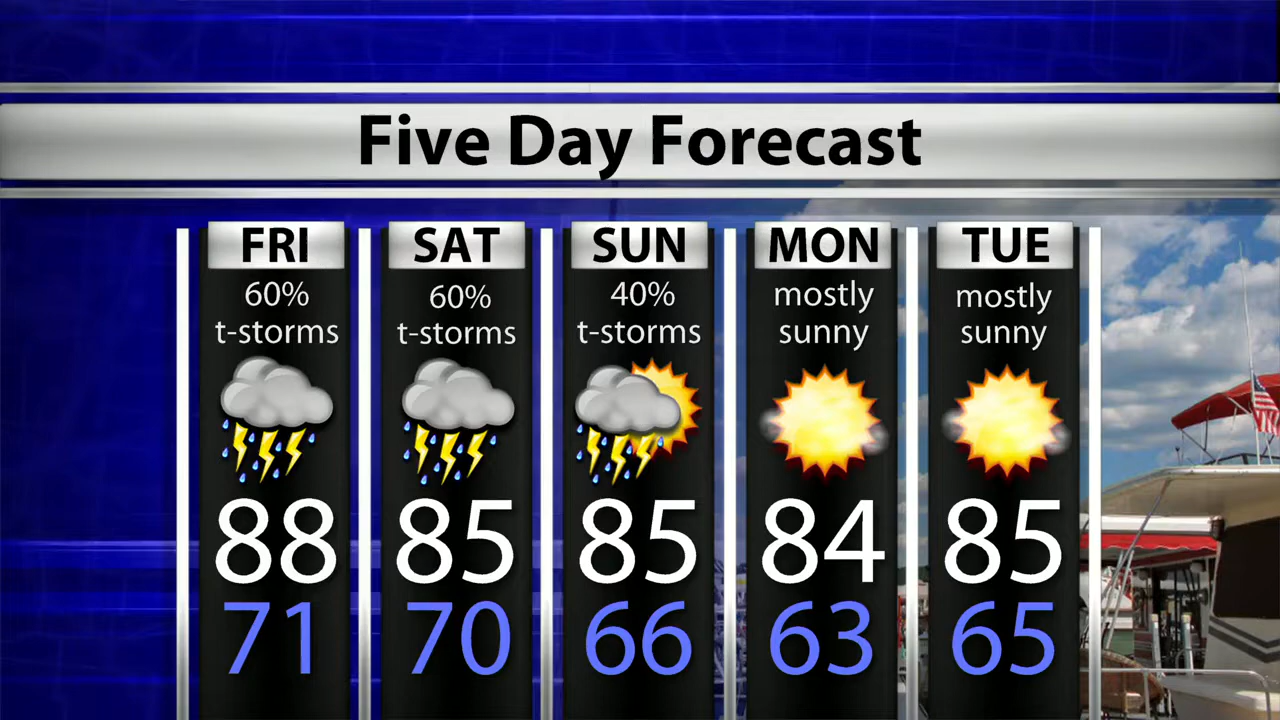 Five Day Forecast
FRI
60%
t-storms
88
71
SAT
60%
t-storms
85
70
SUN
40%
t-storms
85
66
MON
mostly
sunny
84
63
TUE
mostly
sunny
85
65